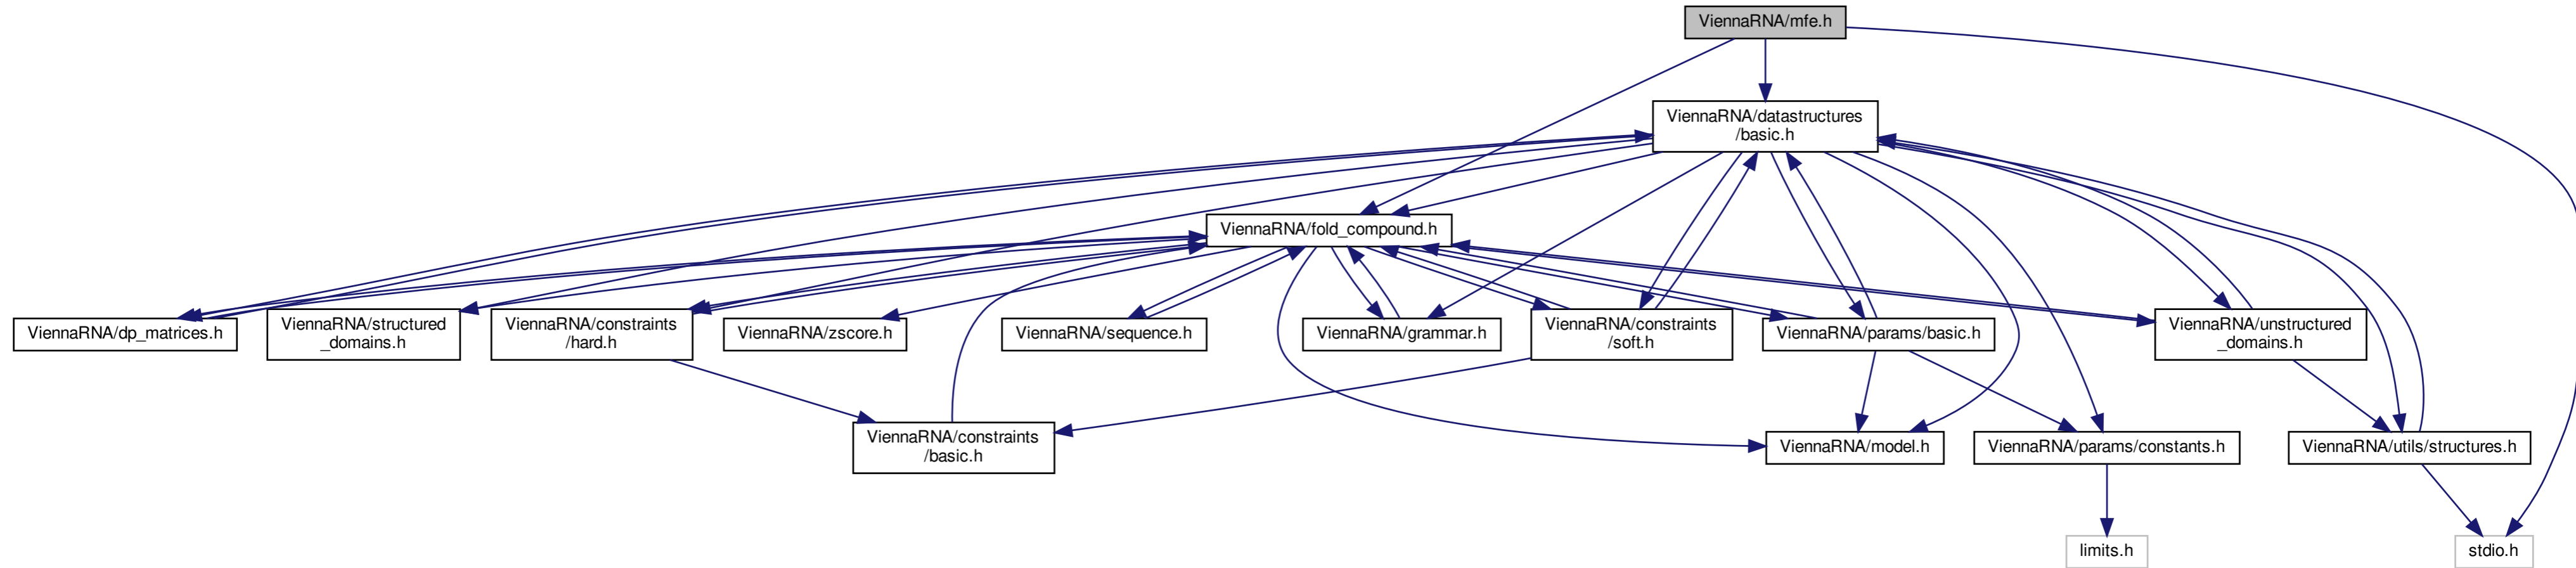 ViennaRNA/mfe.h
ViennaRNA/datastructures
/basic.h
ViennaRNA/fold_compound.h
ViennaRNA/dp_matrices.h
ViennaRNA/structured
_domains.h
ViennaRNA/constraints
/hard.h
ViennaRNA/zscore.h
ViennaRNA/sequence.h
ViennaRNA/grammar.h
ViennaRNA/constraints
/soft.h
ViennaRNA/params/basic.h
ViennaRNA/unstructured
_domains.h
ViennaRNA/constraints
/basic.h
ViennaRNA/model.h
ViennaRNA/params/constants.h
ViennaRNA/utils/structures.h
limits.h
stdio.h